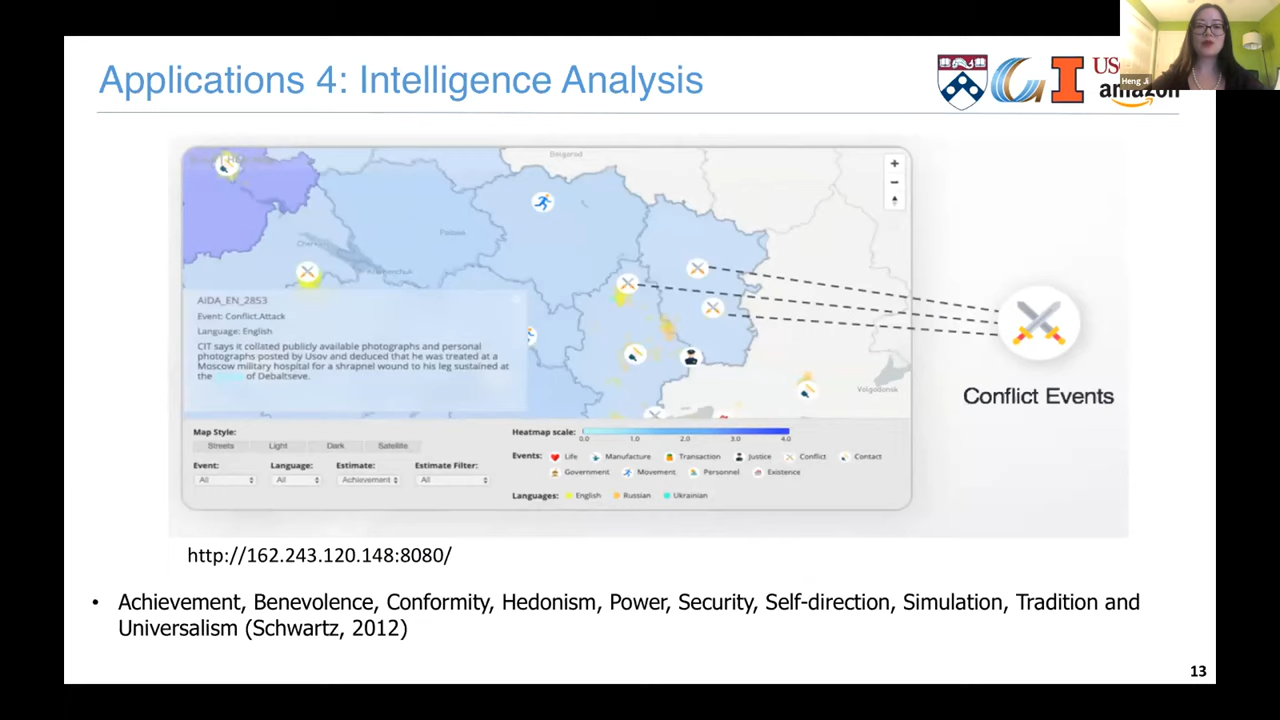 Applications 4: Intelligence Analysis
US
amazon
Heng Ji
Belgorod
Poltava
Kremenchuk
AIDA_EN_2853
Event: Conflict.Attack
Language: English
CIT says it collated publicly available photographs and personal
photographs posted by Usov and deduced that he was treated at a
Moscow military hospital for a shrapnel wound to his leg sustained at
the of Debaltseve.
Volgodonsk
Conflict Events
Map Style:
Streets Light Dark Satellite
Event: Language: Estimate: Estimate Filter:
All All Achievement All
Heatmap scale:
0.0 1.0 2.0 3.0 4.0
Events: Life Manufacture Transaction Justice Conflict Contact
Government Movement Personnel Existence
Languages: English Russian Ukrainian
http://162.243.120.148:8080/
• Achievement, Benevolence, Conformity, Hedonism, Power, Security, Self-direction, Simulation, Tradition and
Universalism (Schwartz, 2012)
13